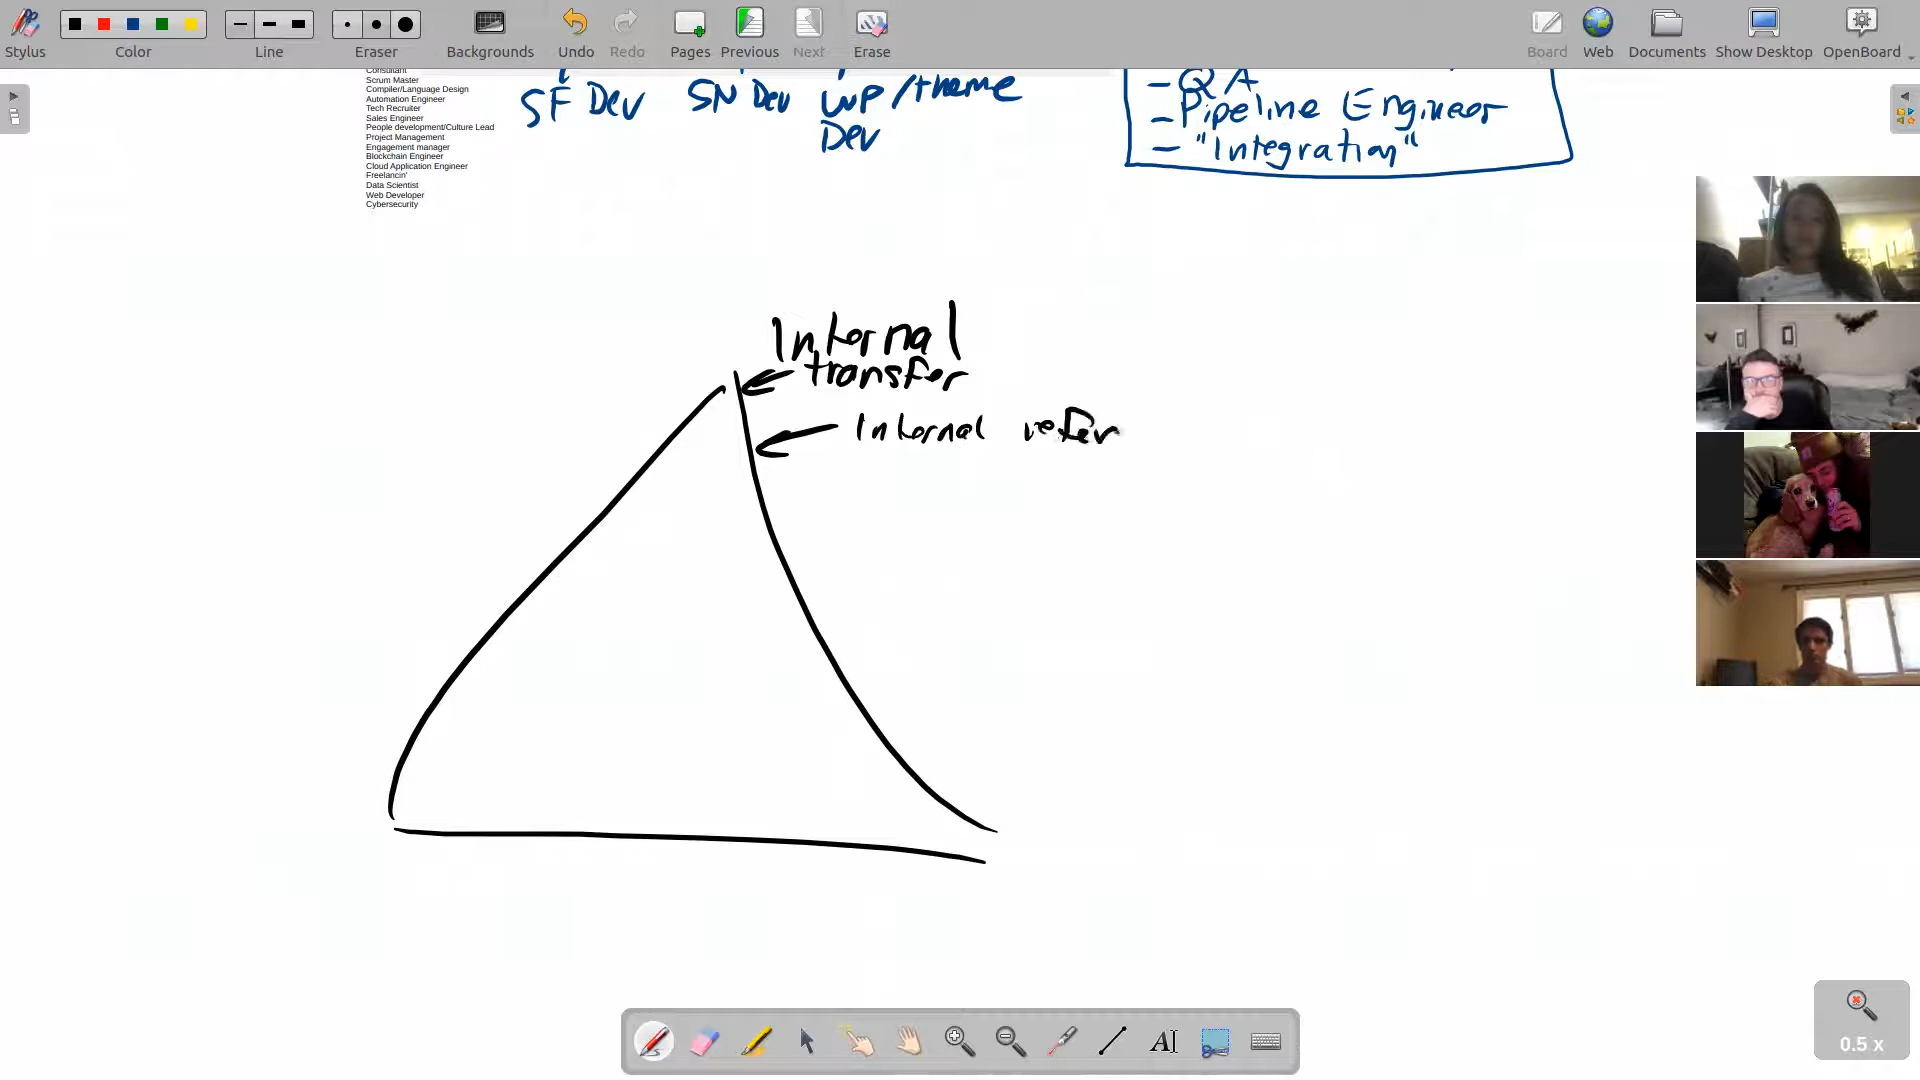 Stylus
Color
Line
Eraser
Backgrounds
Undo
Redo
Pages
Previous
Next
Erase
Board
Web
Documents
Show Desktop
OpenBoard
Consultant
Scrum Master
Compiler/Language Design
Automation Engineer
Tech Recruiter
Sales Engineer
People development/Culture Lead
Project Management
Engagement manager
Blockchain Engineer
Cloud Application Engineer
Freelancin'
Data Scientist
Web Developer
Cybersecurity
SF Dev
SN Dev
WP/theme
Dev
- QA
- Pipeline Engineer
- "Integration"
Internal
transfer
Internal refer
0.5 x